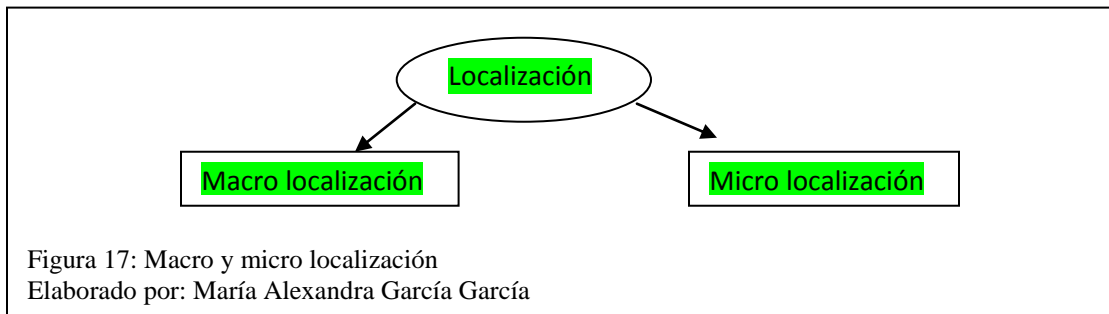 Localización
Macro localización
Micro localización
Figura 17: Macro y micro localización
Elaborado por: María Alexandra García García